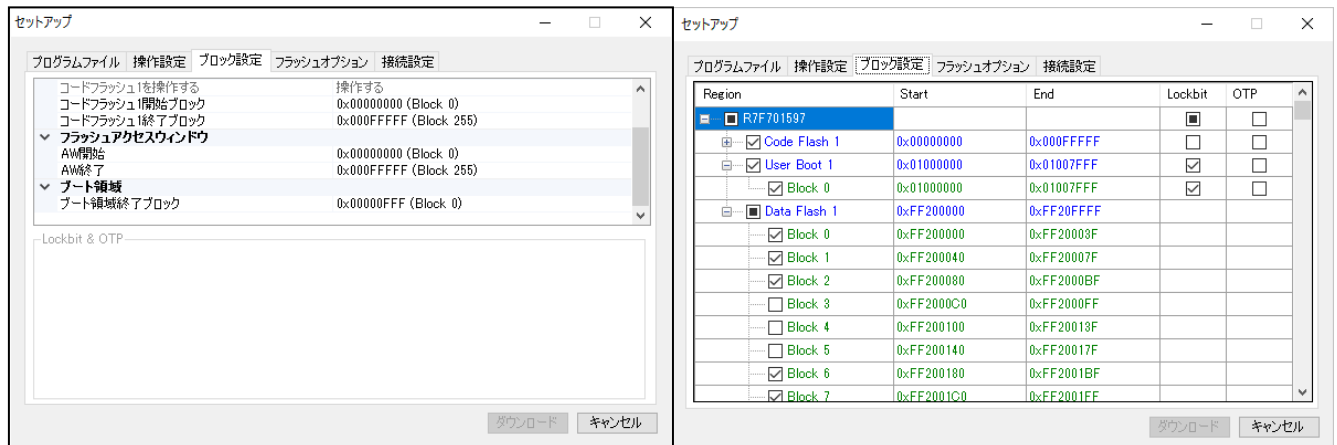 セットアップ
プログラムファイル 操作設定 ブロック設定 フラッシュオプション 接続設定
コードフラッシュ1を操作する 操作する
コードフラッシュ1開始ブロック 0x00000000 (Block 0)
コードフラッシュ1終了ブロック 0x000FFFFF (Block 255)
フラッシュアクセスウィンドウ
AW開始 0x00000000 (Block 0)
AW終了 0x000FFFFF (Block 255)
ブート領域
ブート領域終了ブロック 0x00000FFF (Block 0)
Lockbit & OTP
ダウンロード キャンセル
セットアップ
プログラムファイル 操作設定 ブロック設定 フラッシュオプション 接続設定
Region Start End Lockbit OTP
R7F701597
Code Flash 1 0x00000000 0x000FFFFF
User Boot 1 0x01000000 0x01007FFF
Block 0 0x01000000 0x01007FFF
Data Flash 1 0xFF200000 0xFF20FFFF
Block 0 0xFF200000 0xFF20003F
Block 1 0xFF200040 0xFF20007F
Block 2 0xFF200080 0xFF2000BF
Block 3 0xFF2000C0 0xFF2000FF
Block 4 0xFF200100 0xFF20013F
Block 5 0xFF200140 0xFF20017F
Block 6 0xFF200180 0xFF2001BF
Block 7 0xFF2001C0 0xFF2001FF
ダウンロード キャンセル